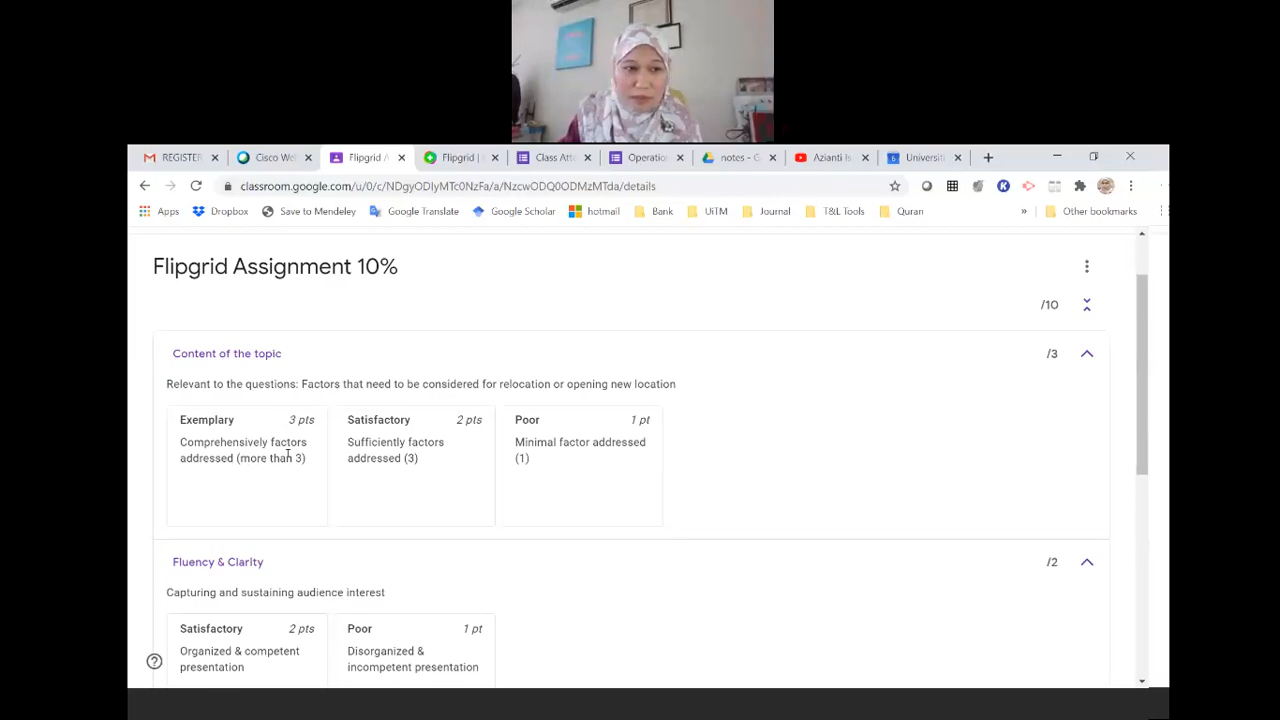 REGISTER
Cisco We
Flipgrid A
Flipgrid |
Class Atte
Operatio
notes - G
Azianti Is
Universiti
classroom.google.com/u/0/c/NDgyODIyMTc0NzFa/a/NzcwODQ0ODMzMTda/details
Apps
Dropbox
Save to Mendeley
Google Translate
Google Scholar
hotmail
Bank
UiTM
Journal
T&L Tools
Quran
»
Other bookmarks
Flipgrid Assignment 10%
/10
Content of the topic
/3
Relevant to the questions: Factors that need to be considered for relocation or opening new location
Exemplary 3 pts
Comprehensively factors
addressed (more than 3)
Satisfactory 2 pts
Sufficiently factors
addressed (3)
Poor 1 pt
Minimal factor addressed
(1)
Fluency & Clarity
/2
Capturing and sustaining audience interest
Satisfactory 2 pts
Organized & competent
presentation
Poor 1 pt
Disorganized &
incompetent presentation